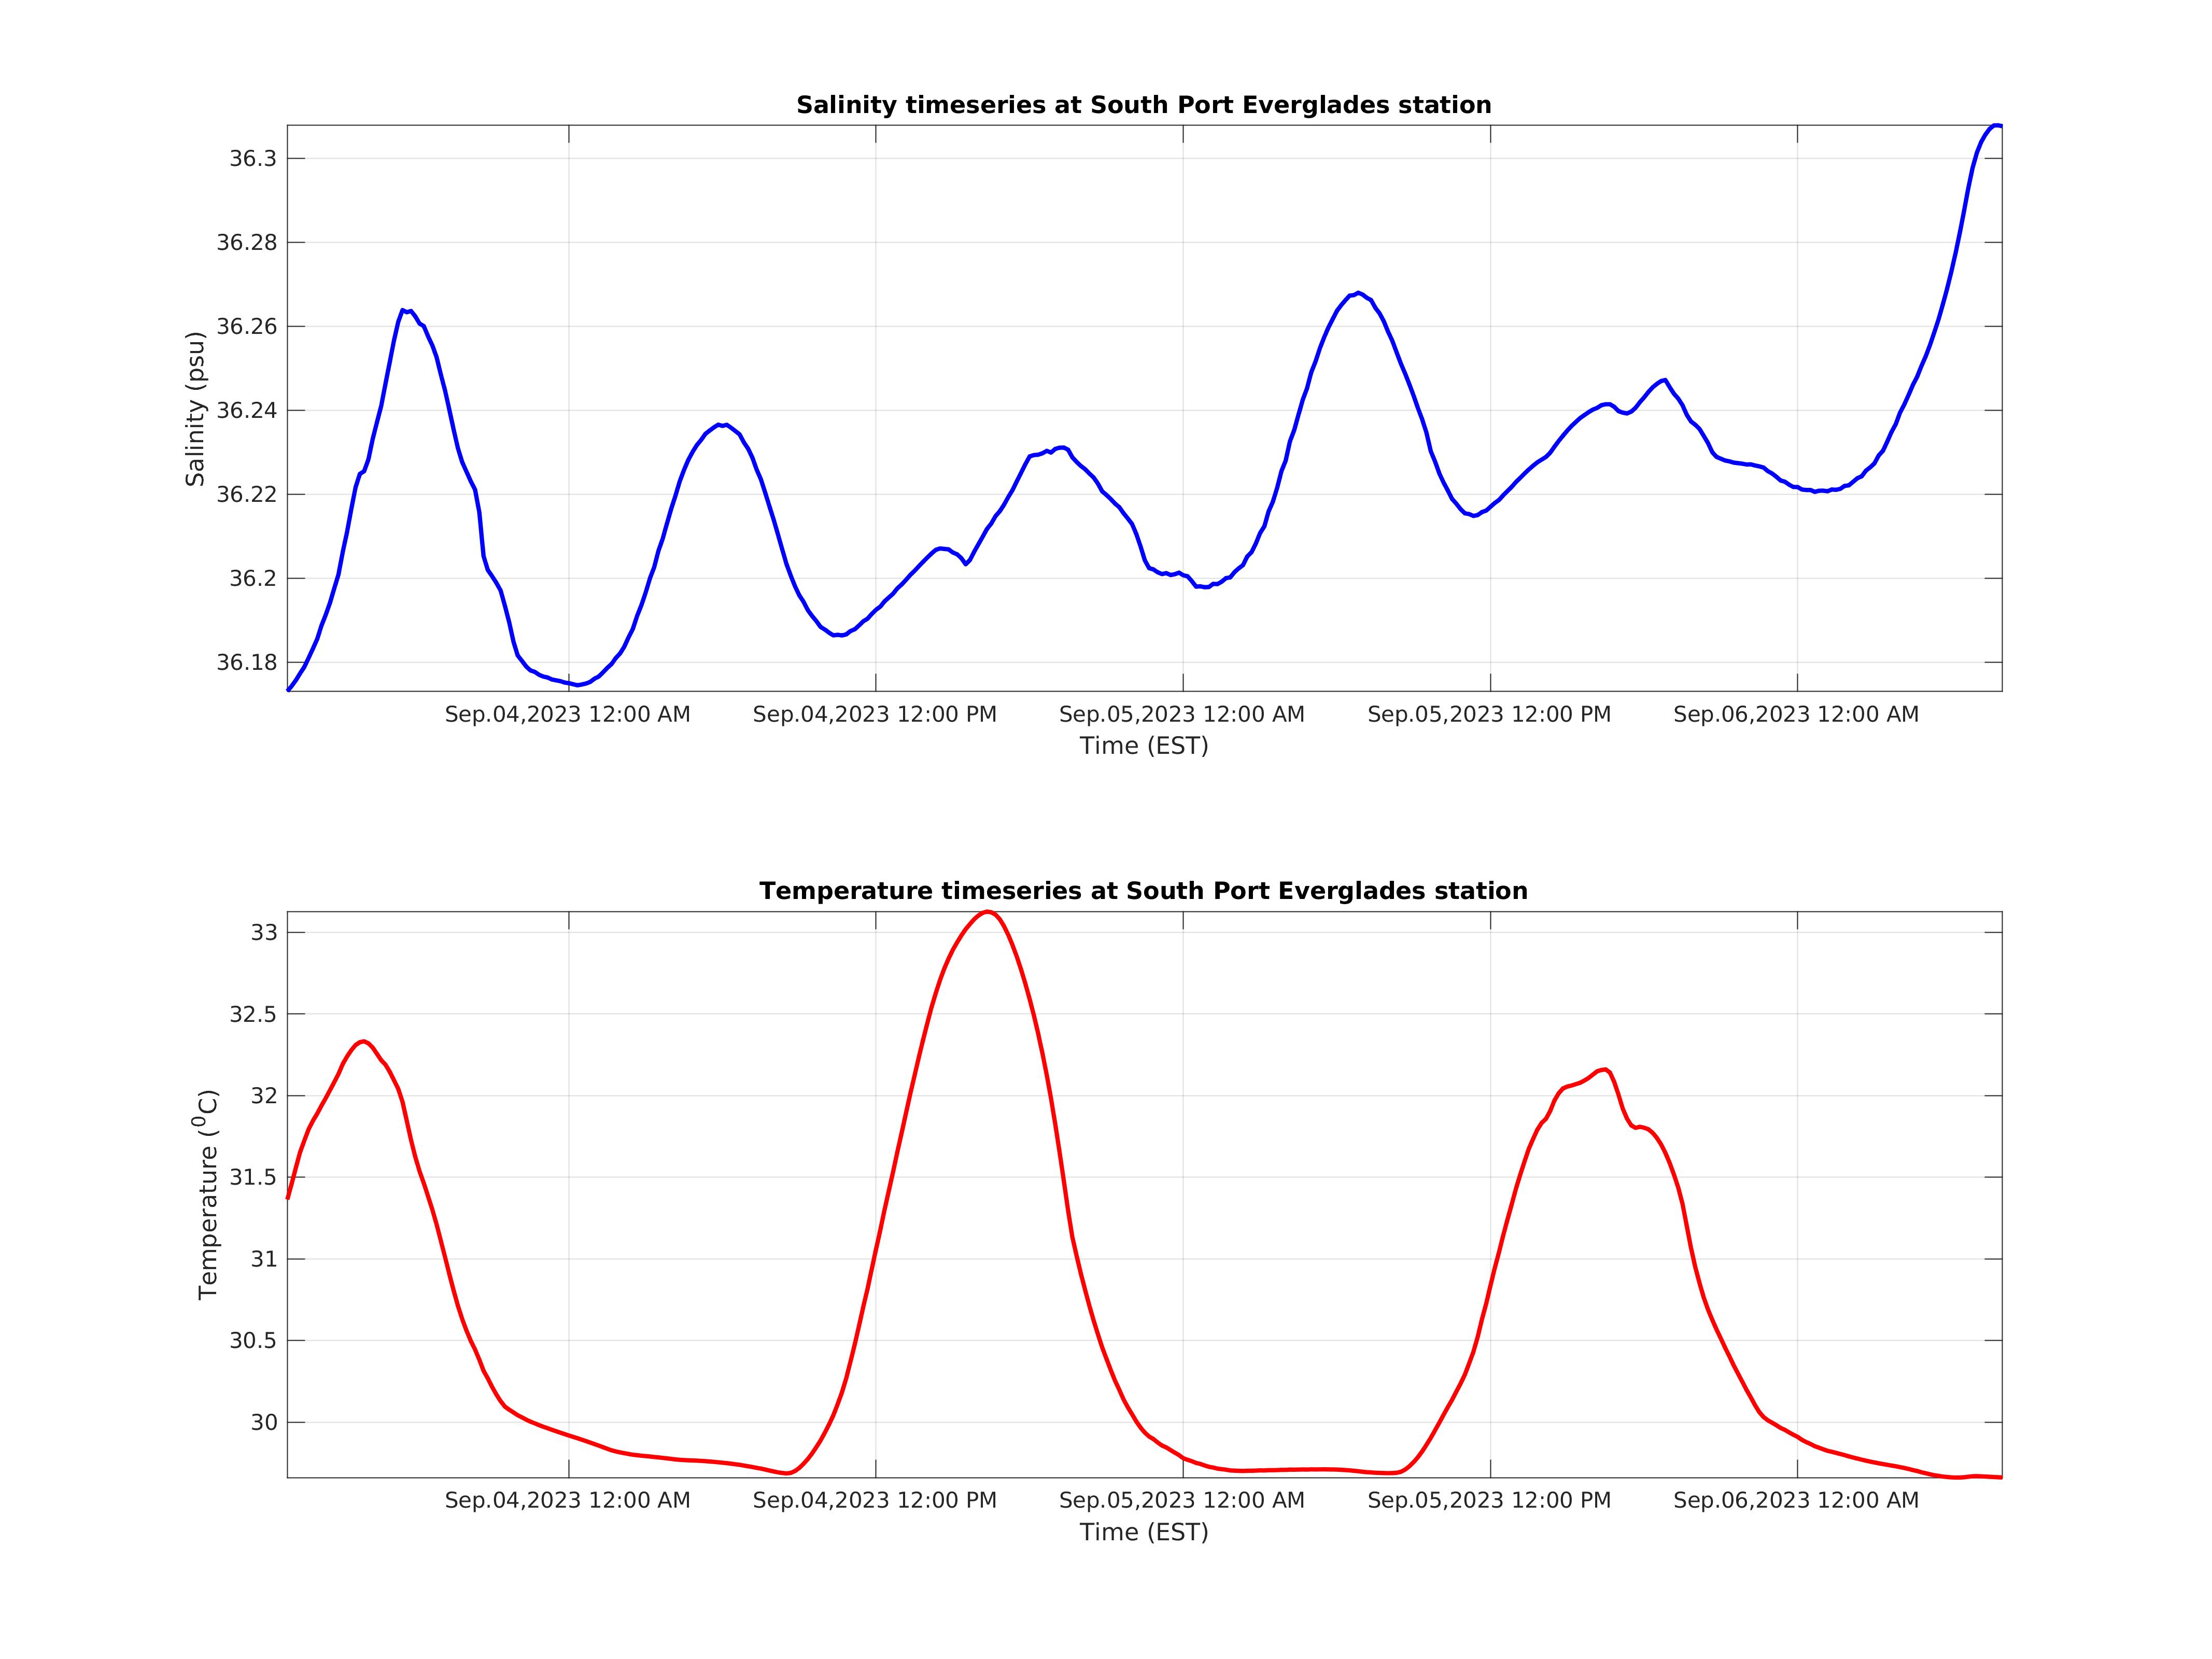 Salinity timeseries at South Port Everglades station
36.3
36.28
36.26
36.24
36.22
36.2
36.18
Salinity (psu)
Sep.04,2023 12:00 AM Sep.04,2023 12:00 PM Sep.05,2023 12:00 AM Sep.05,2023 12:00 PM Sep.06,2023 12:00 AM
Time (EST)
Temperature timeseries at South Port Everglades station
33
32.5
32
31.5
31
30.5
30
Temperature (⁰C)
Sep.04,2023 12:00 AM Sep.04,2023 12:00 PM Sep.05,2023 12:00 AM Sep.05,2023 12:00 PM Sep.06,2023 12:00 AM
Time (EST)